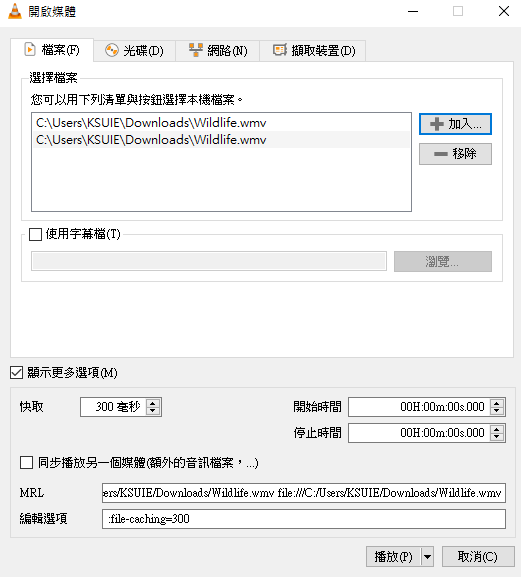 開啟媒體
檔案(F) 光碟(D) 網路(N) 擷取裝置(D)
選擇檔案
您可以用下列清單與按鈕選擇本機檔案。
C:\Users\KSUIE\Downloads\Wildlife.wmv
C:\Users\KSUIE\Downloads\Wildlife.wmv
加入...
移除
使用字幕檔(T)
瀏覽...
顯示更多選項(M)
快取 300 毫秒 開始時間 00H:00m:00s.000
停止時間 00H:00m:00s.000
同步播放另一個媒體(額外的音訊檔案，...)
MRL ers/KSUIE/Downloads/Wildlife.wmv file:///C:/Users/KSUIE/Downloads/Wildlife.wmv
編輯選項 :file-caching=300
播放(P) 取消(C)